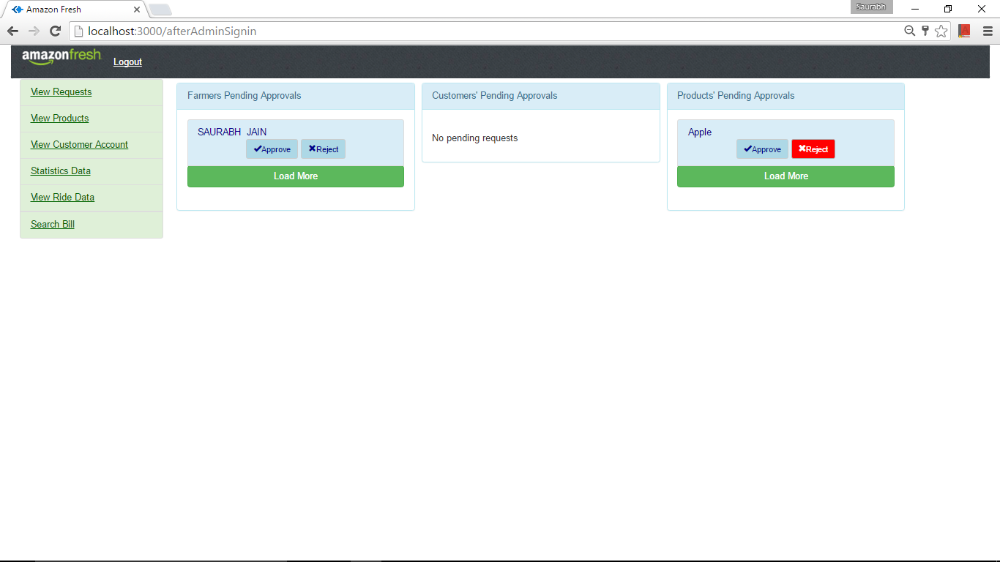 Amazon Fresh
Saurabh
localhost:3000/afterAdminSignin
amazonfresh
Logout
View Requests
View Products
View Customer Account
Statistics Data
View Ride Data
Search Bill
Farmers Pending Approvals
SAURABH JAIN
Approve Reject
Load More
Customers' Pending Approvals
No pending requests
Products' Pending Approvals
Apple
Approve Reject
Load More